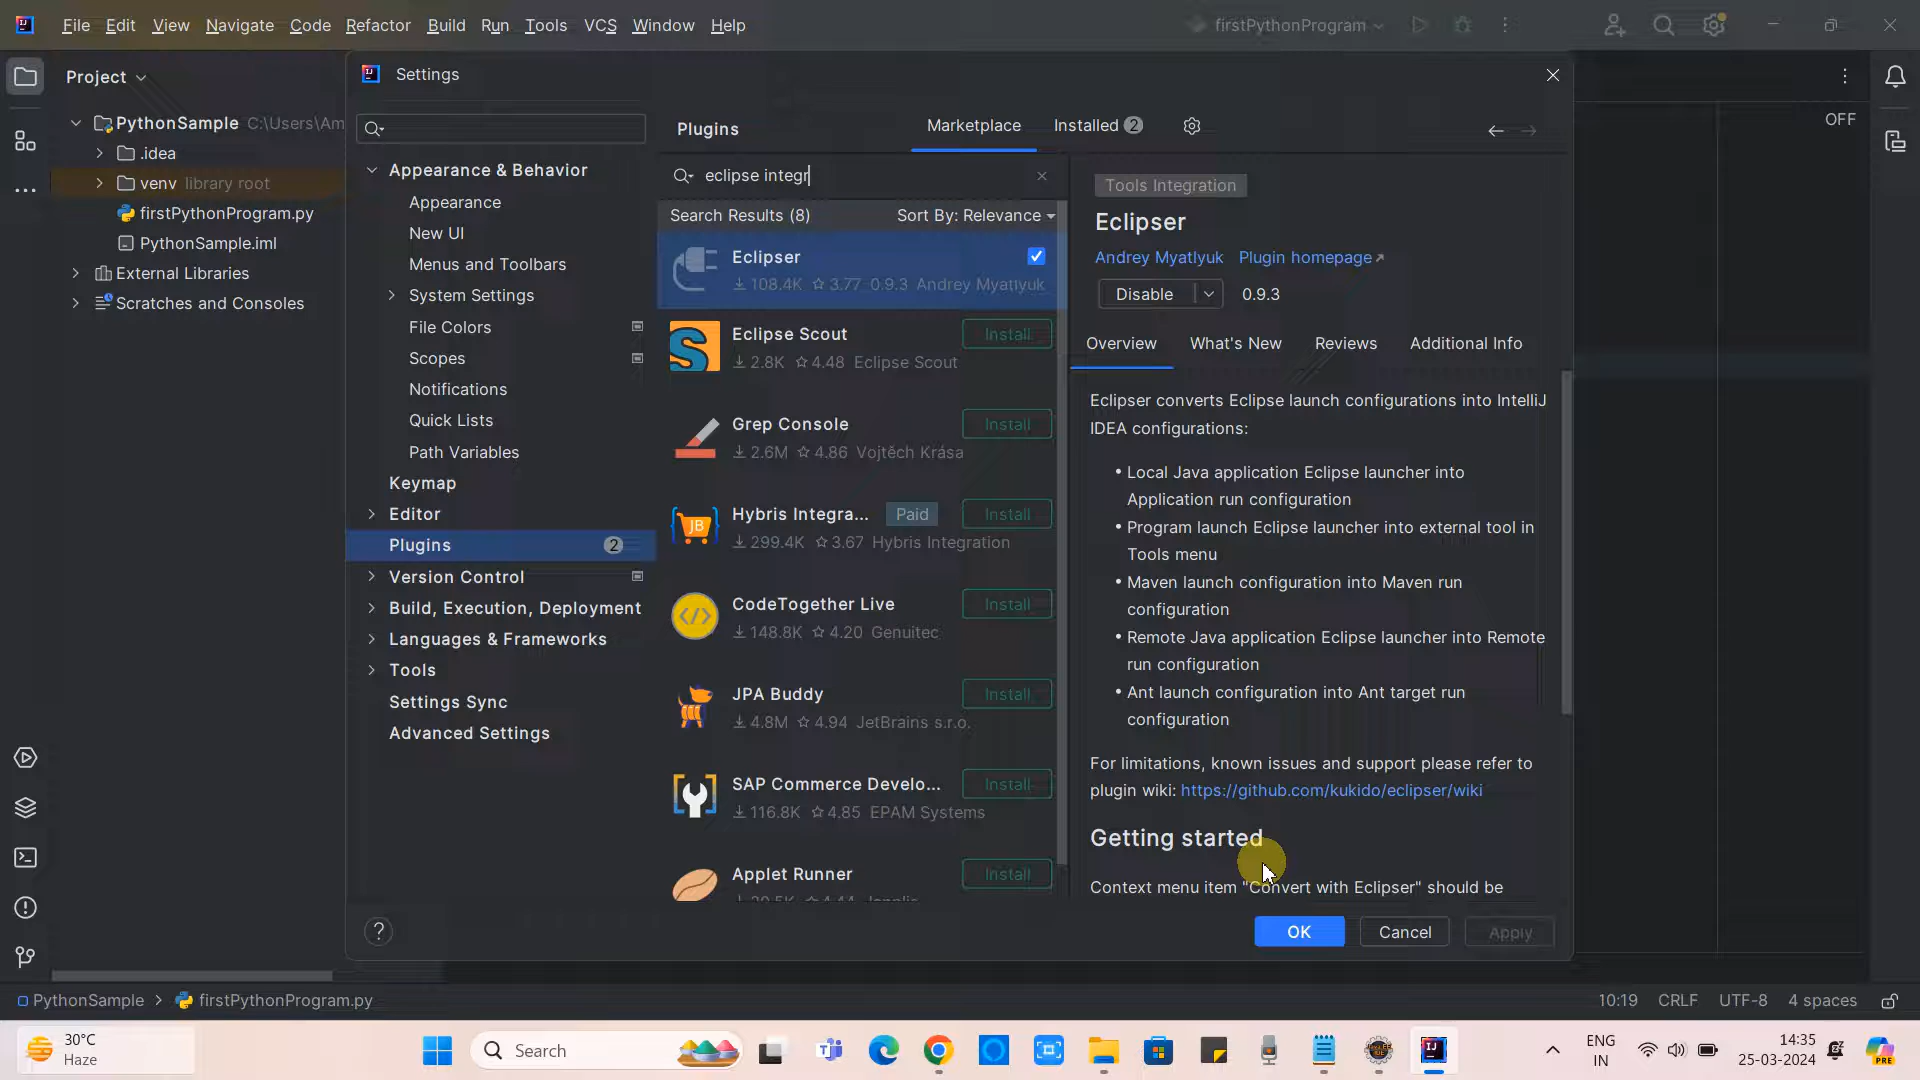 File Edit View Navigate Code Refactor Build Run Tools VCS Window Help
firstPythonProgram
Project
PythonSample C:\Users\Am
.idea
venv library root
firstPythonProgram.py
PythonSample.iml
External Libraries
Scratches and Consoles
Settings
Appearance & Behavior
Appearance
New UI
Menus and Toolbars
System Settings
File Colors
Scopes
Notifications
Quick Lists
Path Variables
Keymap
Editor
Plugins 2
Version Control
Build, Execution, Deployment
Languages & Frameworks
Tools
Settings Sync
Advanced Settings
Plugins
Marketplace
Installed 2
eclipse integr
Search Results (8) Sort By: Relevance
Eclipser
108.4K 3.77 0.9.3 Andrey Myatlyuk
Eclipse Scout Install
2.8K 4.48 Eclipse Scout
Grep Console Install
2.6M 4.86 Vojtěch Krása
Hybris Integra... Paid Install
299.4K 3.67 Hybris Integration
CodeTogether Live Install
148.8K 4.20 Genuitec
JPA Buddy Install
4.8M 4.94 JetBrains s.r.o.
SAP Commerce Develo... Install
116.8K 4.85 EPAM Systems
Applet Runner Install
Tools Integration
Eclipser
Andrey Myatlyuk Plugin homepage
Disable 0.9.3
Overview What's New Reviews Additional Info
Eclipser converts Eclipse launch configurations into IntelliJ
IDEA configurations:
• Local Java application Eclipse launcher into
Application run configuration
• Program launch Eclipse launcher into external tool in
Tools menu
• Maven launch configuration into Maven run
configuration
• Remote Java application Eclipse launcher into Remote
run configuration
• Ant launch configuration into Ant target run
configuration
For limitations, known issues and support please refer to
plugin wiki: https://github.com/kukido/eclipser/wiki
Getting started
Context menu item "Convert with Eclipser" should be
? OK Cancel Apply
OFF
PythonSample > firstPythonProgram.py
10:19 CRLF UTF-8 4 spaces
30°C
Haze
Search
ENG
IN
14:35
25-03-2024